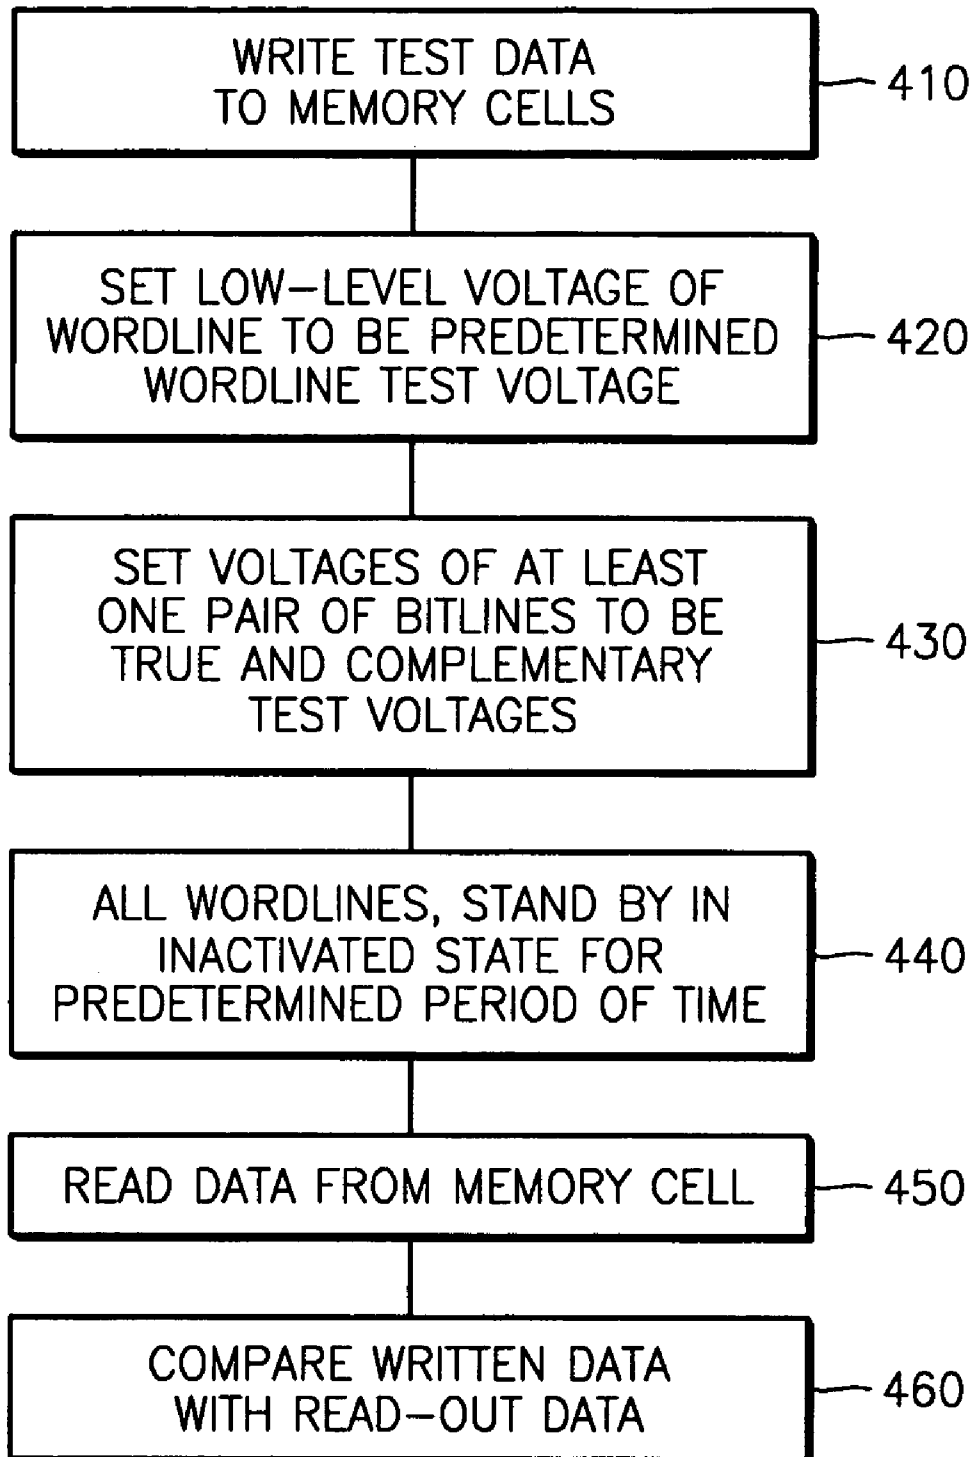 WRITE TEST DATA
TO MEMORY CELLS
410
SET LOW-LEVEL VOLTAGE OF
WORDLINE TO BE PREDETERMINED
WORDLINE TEST VOLTAGE
420
SET VOLTAGES OF AT LEAST
ONE PAIR OF BITLINES TO BE
TRUE AND COMPLEMENTARY
TEST VOLTAGES
430
ALL WORDLINES, STAND BY IN
INACTIVATED STATE FOR
PREDETERMINED PERIOD OF TIME
440
READ DATA FROM MEMORY CELL
450
COMPARE WRITTEN DATA
WITH READ-OUT DATA
460